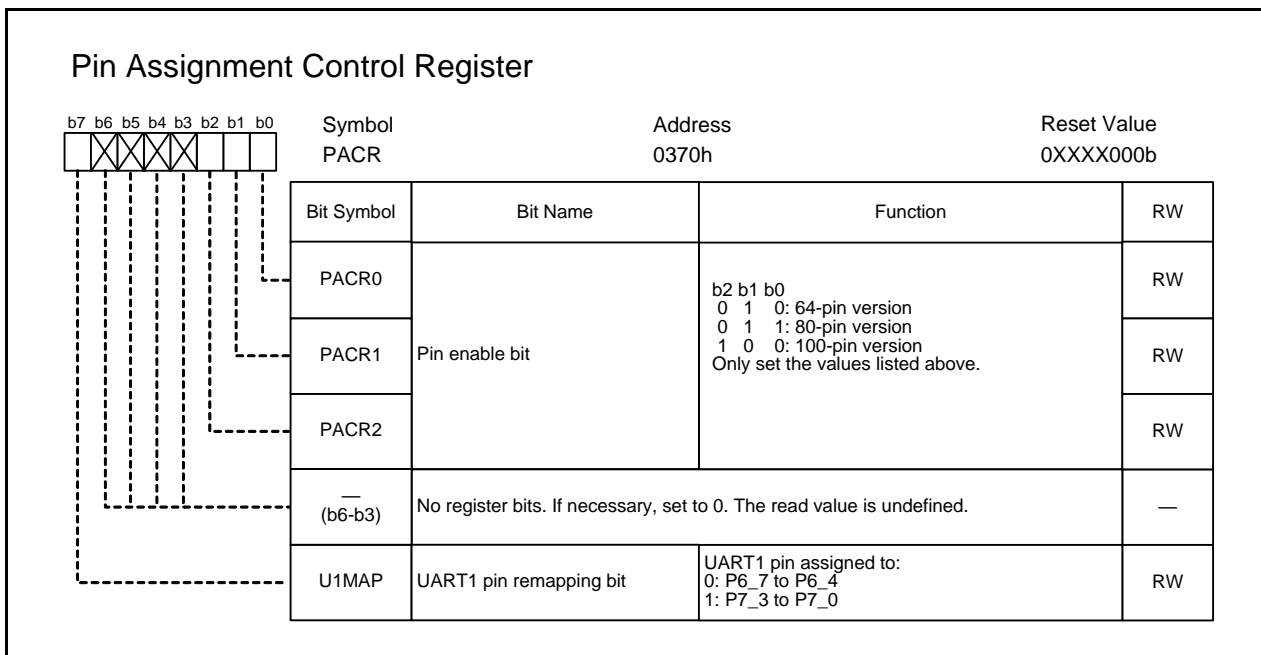 Pin Assignment Control Register
b7 b6 b5 b4 b3 b2 b1 b0
Symbol Address Reset Value
PACR 0370h 0XXXX000b
Bit Symbol Bit Name Function RW
PACR0 RW
PACR1 Pin enable bit RW
PACR2 RW
b2 b1 b0
0 1 0: 64-pin version
0 1 1: 80-pin version
1 0 0: 100-pin version
Only set the values listed above.
—
(b6-b3) No register bits. If necessary, set to 0. The read value is undefined. —
U1MAP UART1 pin remapping bit RW
UART1 pin assigned to:
0: P6_7 to P6_4
1: P7_3 to P7_0